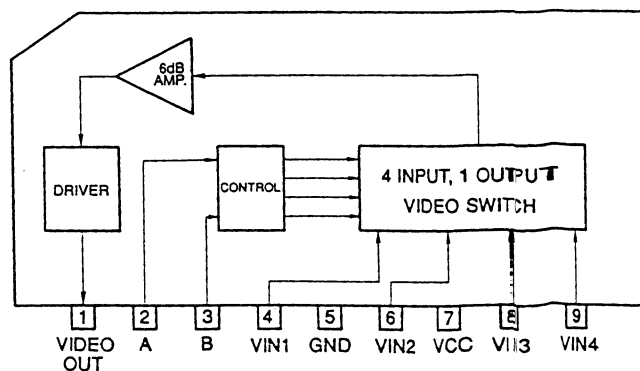 6dB
AMP.
DRIVER
CONTROL
4 INPUT, 1 OUTPUT
VIDEO SWITCH
1 2 3 4 5 6 7 8 9
VIDEO OUT A B VIN1 GND VIN2 VCC VIN3 VIN4